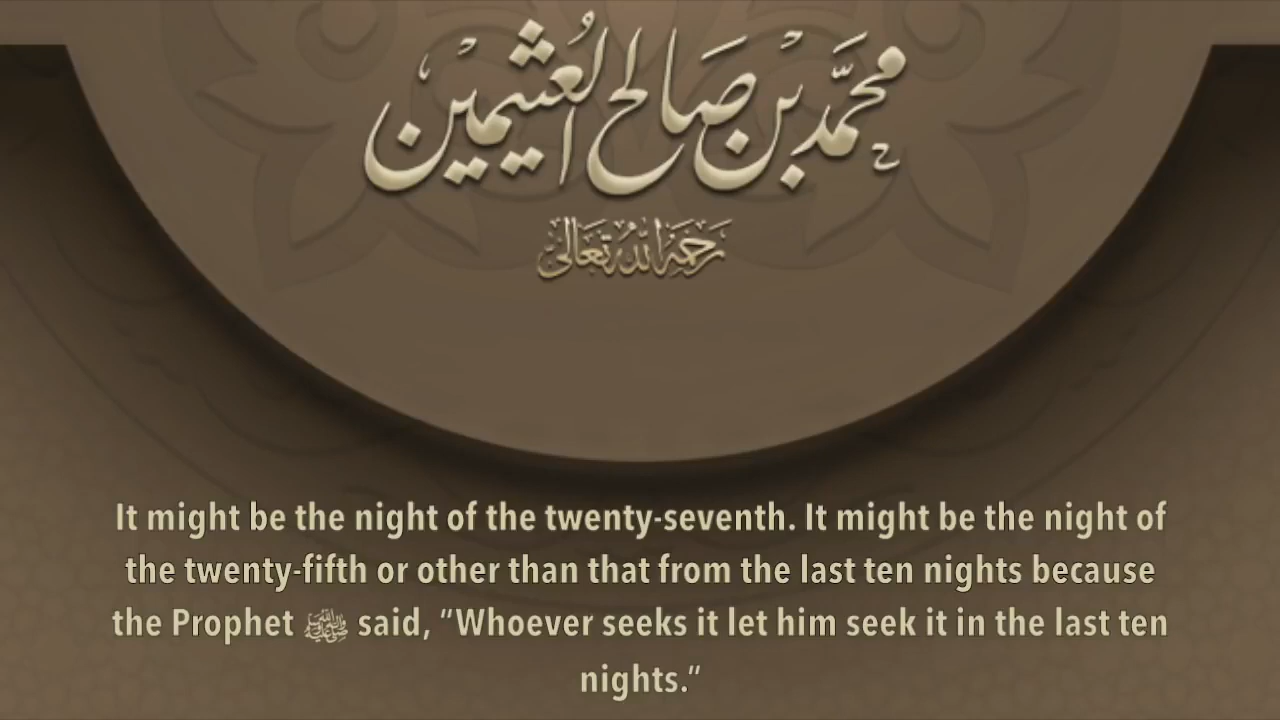 محمد بن صالح العثيمين
رحمه الله تعالى
It might be the night of the twenty-seventh. It might be the night of
the twenty-fifth or other than that from the last ten nights because
the Prophet ﷺ said, “Whoever seeks it let him seek it in the last ten
nights.”